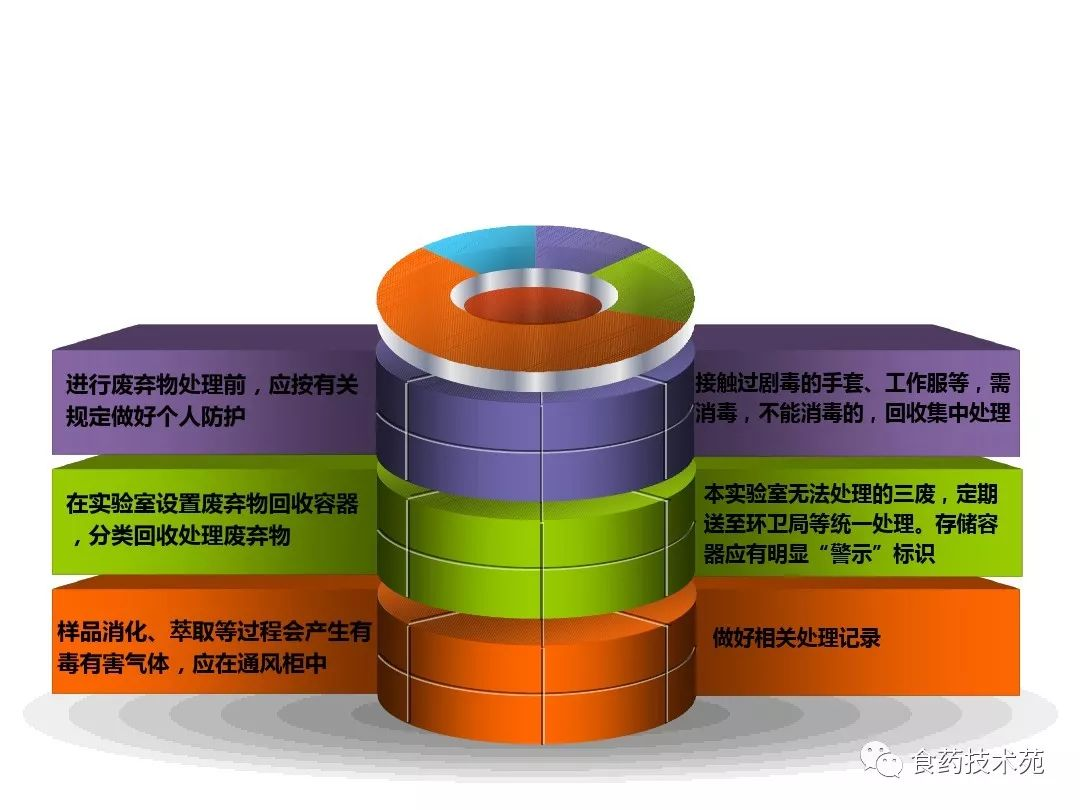 进行废弃物处理前，应按有关
规定做好个人防护
接触过剧毒的手套、工作服等，需
消毒，不能消毒的，回收集中处理
在实验室设置废弃物回收容器
，分类回收处理废弃物
本实验室无法处理的三废，定期
送至环卫局等统一处理。存储容
器应有明显“警示”标识
样品消化、萃取等过程会产生有
毒有害气体，应在通风柜中
做好相关处理记录
食药技术苑